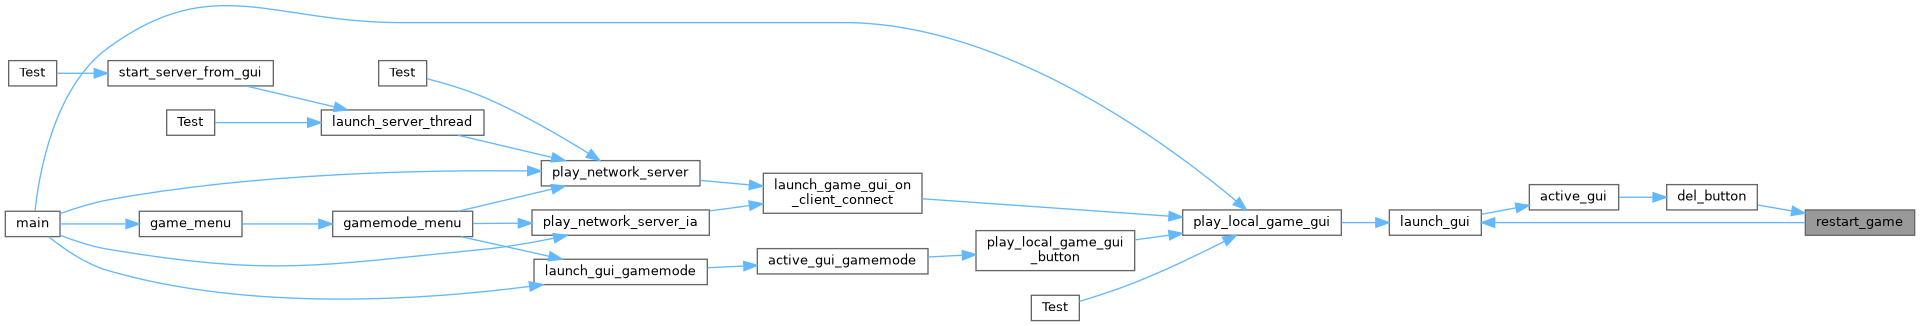 Test
start_server_from_gui
Test
Test
launch_server_thread
play_network_server
launch_game_gui_on
_client_connect
main
game_menu
gamemode_menu
play_network_server_ia
launch_gui_gamemode
active_gui_gamemode
play_local_game_gui
_button
Test
play_local_game_gui
launch_gui
active_gui
del_button
restart_game